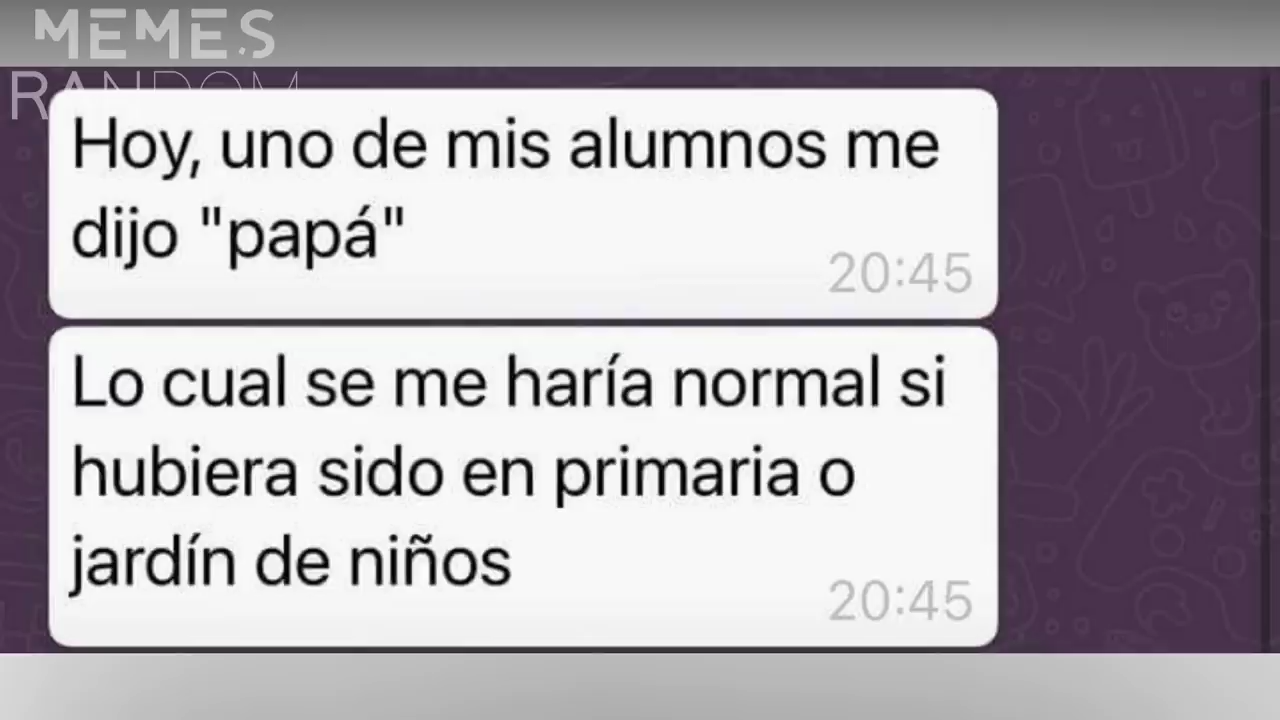 MEMES
RANDOM
Hoy, uno de mis alumnos me
dijo "papá"
20:45
Lo cual se me haría normal si
hubiera sido en primaria o
jardín de niños
20:45